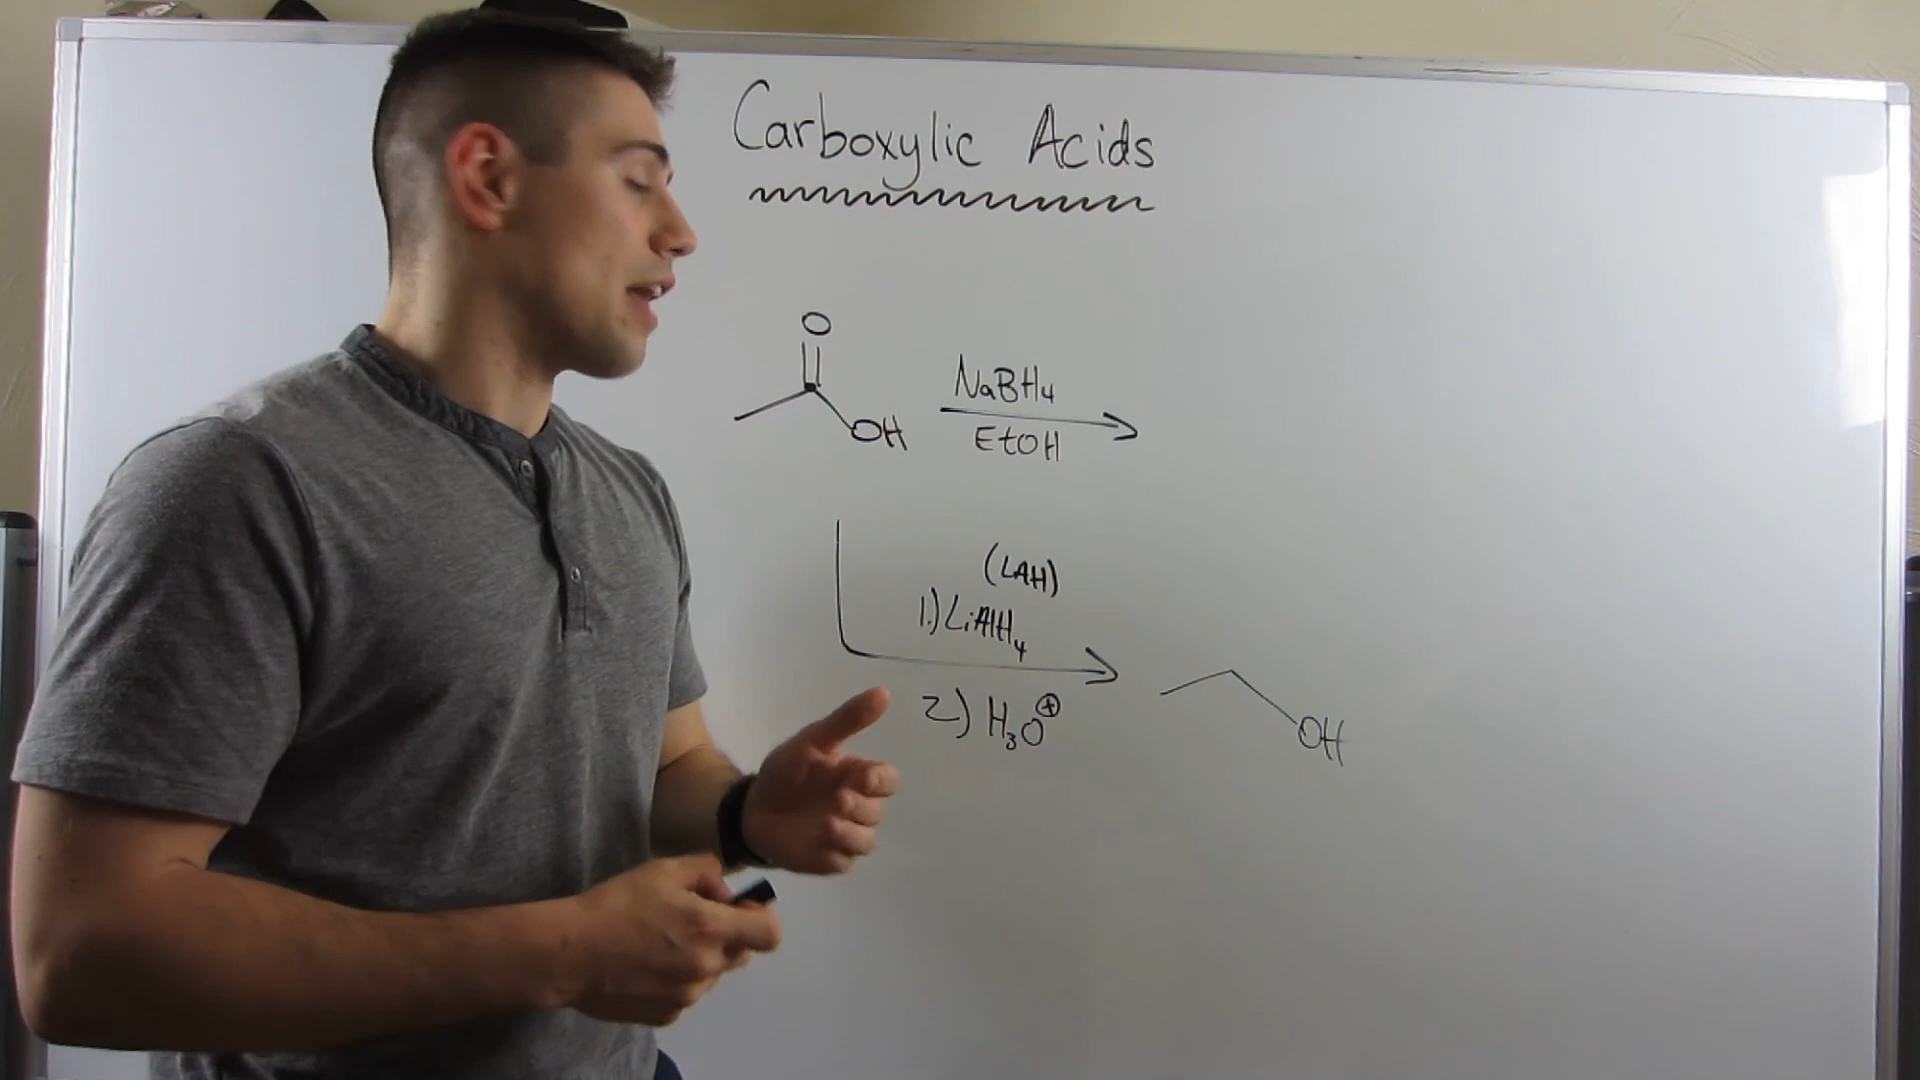 Carboxylic Acids
O
OH
NaBH₄
EtOH
(LAH)
1.) LiAlH₄
2) H₃O⊕
OH